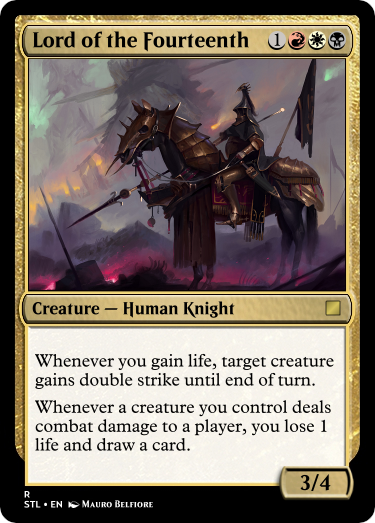 Lord of the Fourteenth 1
Creature — Human Knight
Whenever you gain life, target creature
gains double strike until end of turn.
Whenever a creature you control deals
combat damage to a player, you lose 1
life and draw a card.
3/4
R
STL • EN Mauro Belfiore